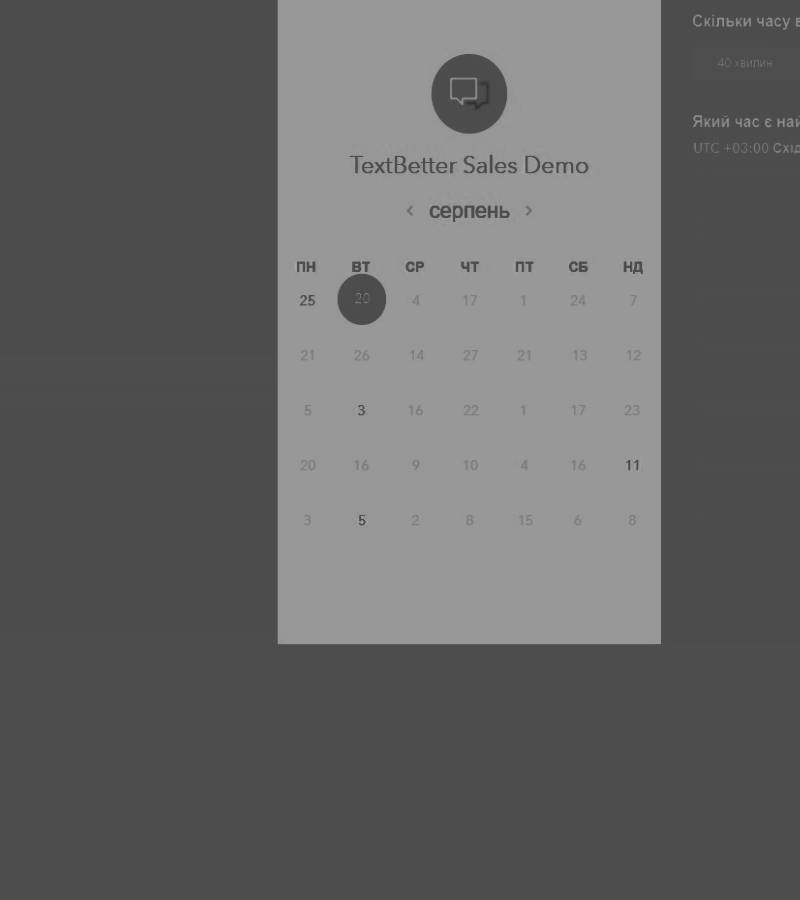 TextBetter Sales Demo
серпень
ПН ВТ СР ЧТ ПТ СБ НД
25 20 4 17 1 24 7
21 26 14 27 21 13 12
5 3 16 22 1 17 23
20 16 9 10 4 16 11
3 5 2 8 15 6 8
Скільки часу в
40 хвилин
Який час є най
UTC +03:00 Схід